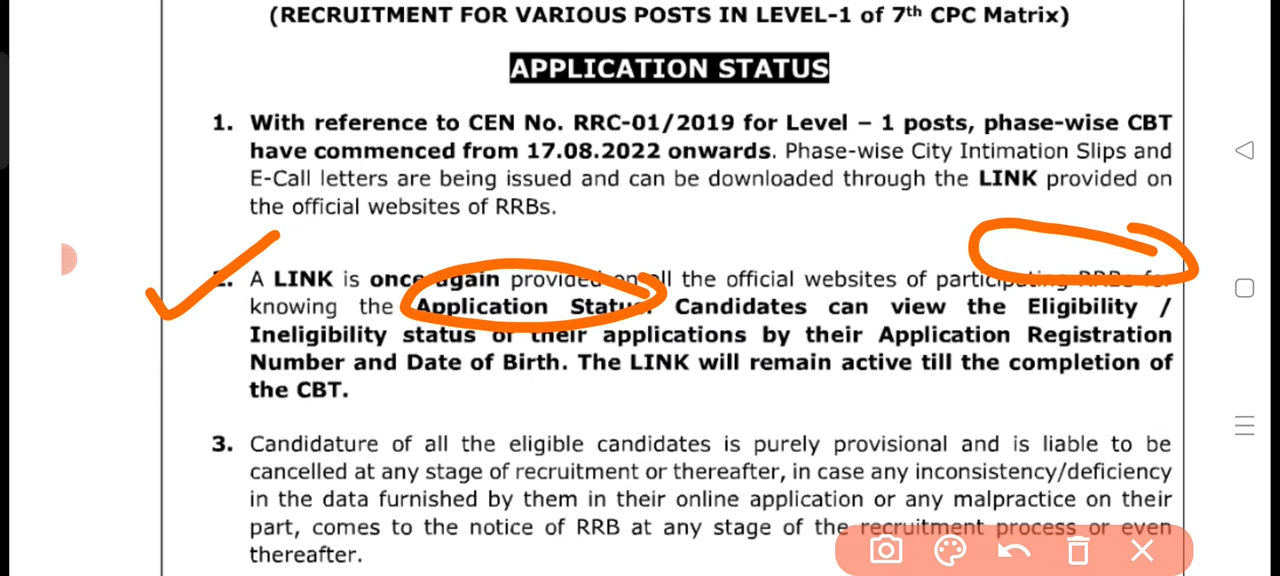 (RECRUITMENT FOR VARIOUS POSTS IN LEVEL-1 of 7th CPC Matrix)
APPLICATION STATUS
1. With reference to CEN No. RRC-01/2019 for Level – 1 posts, phase-wise CBT
have commenced from 17.08.2022 onwards. Phase-wise City Intimation Slips and
E-Call letters are being issued and can be downloaded through the LINK provided on
the official websites of RRBs.
2. A LINK is once again provided on all the official websites of participating RRBs for
knowing the Application Status. Candidates can view the Eligibility /
Ineligibility status of their applications by their Application Registration
Number and Date of Birth. The LINK will remain active till the completion of
the CBT.
3. Candidature of all the eligible candidates is purely provisional and is liable to be
cancelled at any stage of recruitment or thereafter, in case any inconsistency/deficiency
in the data furnished by them in their online application or any malpractice on their
part, comes to the notice of RRB at any stage of the recruitment process or even
thereafter.